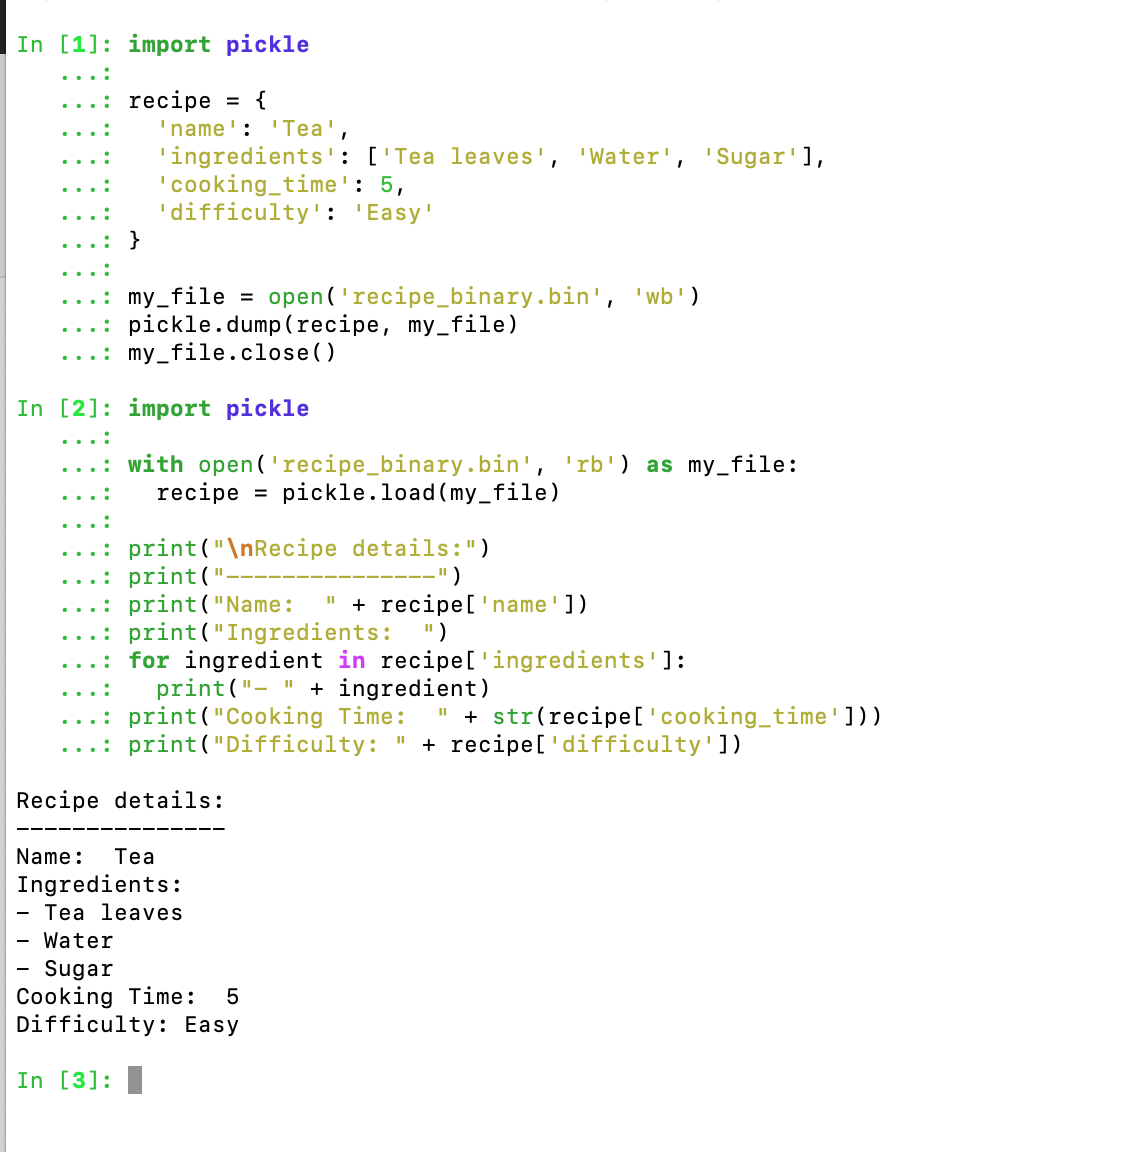 In [1]: import pickle
   ...:
   ...: recipe = {
   ...:   'name': 'Tea',
   ...:   'ingredients': ['Tea leaves', 'Water', 'Sugar'],
   ...:   'cooking_time': 5,
   ...:   'difficulty': 'Easy'
   ...: }
   ...:
   ...: my_file = open('recipe_binary.bin', 'wb')
   ...: pickle.dump(recipe, my_file)
   ...: my_file.close()

In [2]: import pickle
   ...:
   ...: with open('recipe_binary.bin', 'rb') as my_file:
   ...:   recipe = pickle.load(my_file)
   ...:
   ...: print("\nRecipe details:")
   ...: print("---------------")
   ...: print("Name:  " + recipe['name'])
   ...: print("Ingredients:  ")
   ...: for ingredient in recipe['ingredients']:
   ...:   print("- " + ingredient)
   ...: print("Cooking Time:  " + str(recipe['cooking_time']))
   ...: print("Difficulty: " + recipe['difficulty'])

Recipe details:
---------------
Name:  Tea
Ingredients:
- Tea leaves
- Water
- Sugar
Cooking Time:  5
Difficulty: Easy

In [3]: